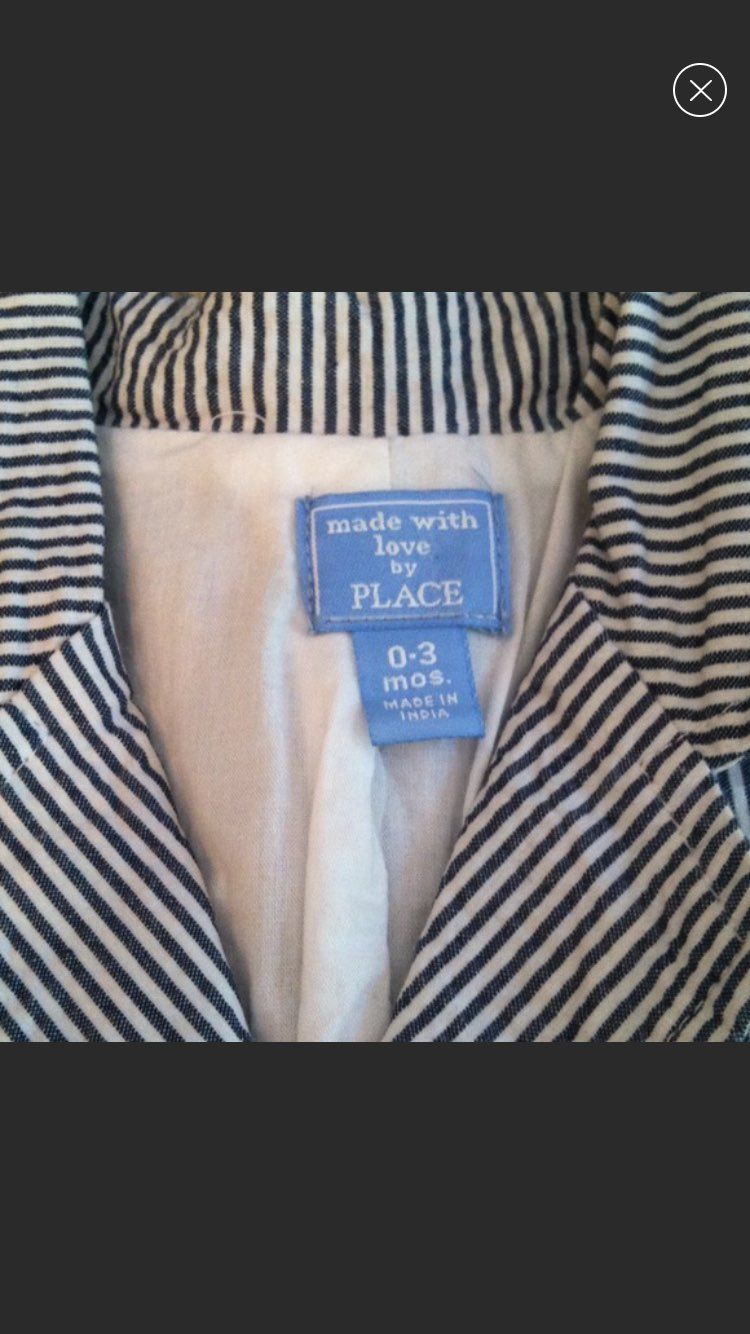 made with
love
by
PLACE
0-3
mos.
MADE IN
INDIA